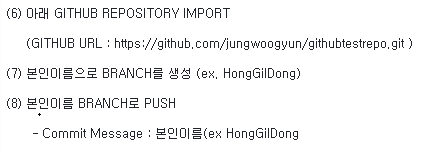 (6) 아래 GITHUB REPOSITORY IMPORT
(GITHUB URL : https://github.com/jungwoogyun/githubtestrepo.git )
(7) 본인이름으로 BRANCH를 생성 (ex. HongGilDong)
(8) 본인이름 BRANCH로 PUSH
- Commit Message : 본인이름(ex HongGilDong